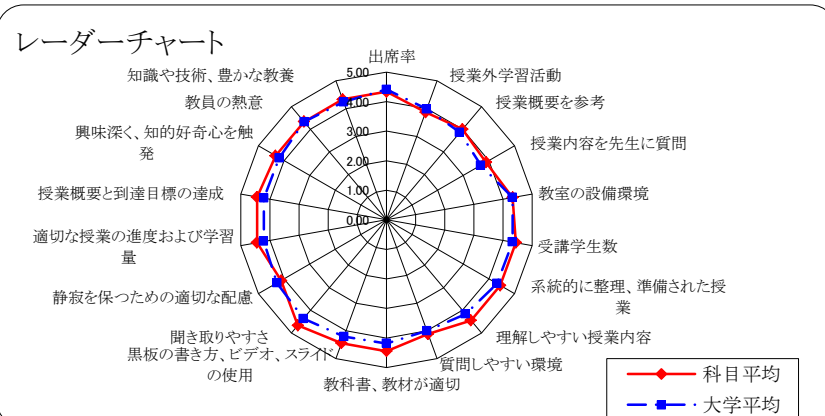 レーダーチャート
出席率
授業外学習活動
授業概要を参考
授業内容を先生に質問
教室の設備環境
受講学生数
系統的に整理、準備された授
業
理解しやすい授業内容
質問しやすい環境
教科書、教材が適切
黒板の書き方、ビデオ、スライド
の使用
聞き取りやすさ
静寂を保つための適切な配慮
適切な授業の進度および学習
量
授業概要と到達目標の達成
興味深く、知的好奇心を触
発
教員の熱意
知識や技術、豊かな教養
5.00
4.00
3.00
2.00
1.00
0.00
科目平均
大学平均